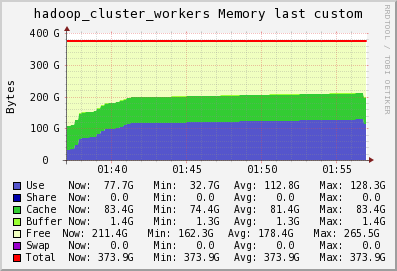 hadoop_cluster_workers Memory last custom
RRDTOOL / TOBI OETIKER
Bytes
400 G
300 G
200 G
100 G
0
01:40 01:45 01:50 01:55
Use Now: 77.7G Min: 32.7G Avg: 112.8G Max: 128.3G
Share Now: 0.0 Min: 0.0 Avg: 0.0 Max: 0.0
Cache Now: 83.4G Min: 74.4G Avg: 81.4G Max: 83.4G
Buffer Now: 1.4G Min: 1.3G Avg: 1.3G Max: 1.4G
Free Now: 211.4G Min: 162.3G Avg: 178.4G Max: 265.5G
Swap Now: 0.0 Min: 0.0 Avg: 0.0 Max: 0.0
Total Now: 373.9G Min: 373.9G Avg: 373.9G Max: 373.9G